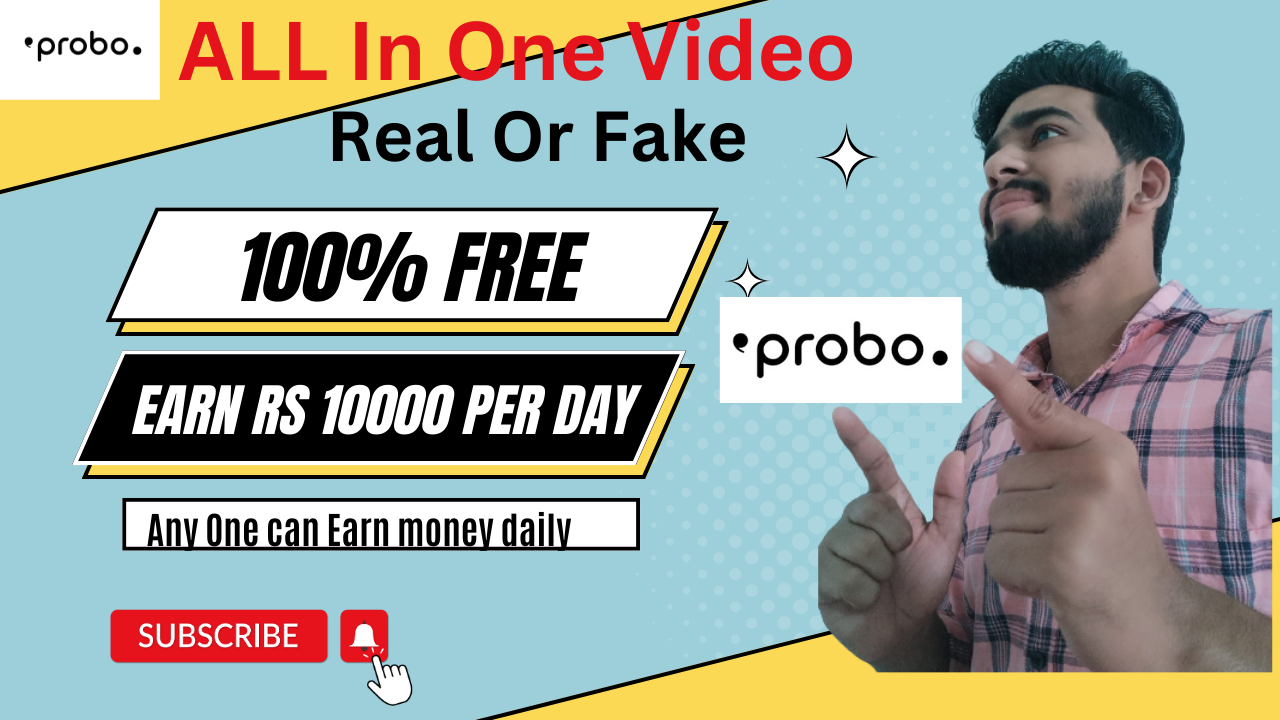 'probo.
ALL In One Video
Real Or Fake
100% FREE
'probo.
EARN RS 10000 PER DAY
Any One can Earn money daily
SUBSCRIBE